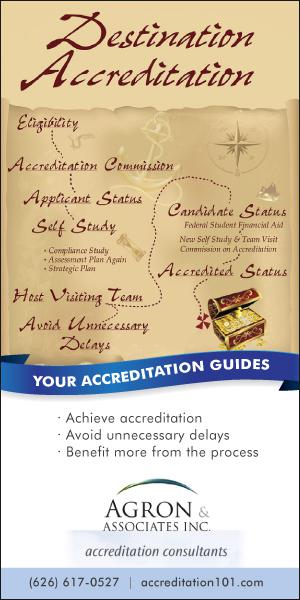 Destination
Accreditation
Eligibility
Accreditation Commission
Applicant Status
Self Study
• Compliance Study
• Assessment Plan Again
• Strategic Plan
Host Visiting Team
Avoid Unnecessary
Delays
Candidate Status
Federal Student Financial Aid
New Self Study & Team Visit
Commission on Accreditation
Accredited Status
YOUR ACCREDITATION GUIDES
· Achieve accreditation
· Avoid unnecessary delays
· Benefit more from the process
AGRON &
ASSOCIATES INC.
accreditation consultants
(626) 617-0527 | accreditation101.com